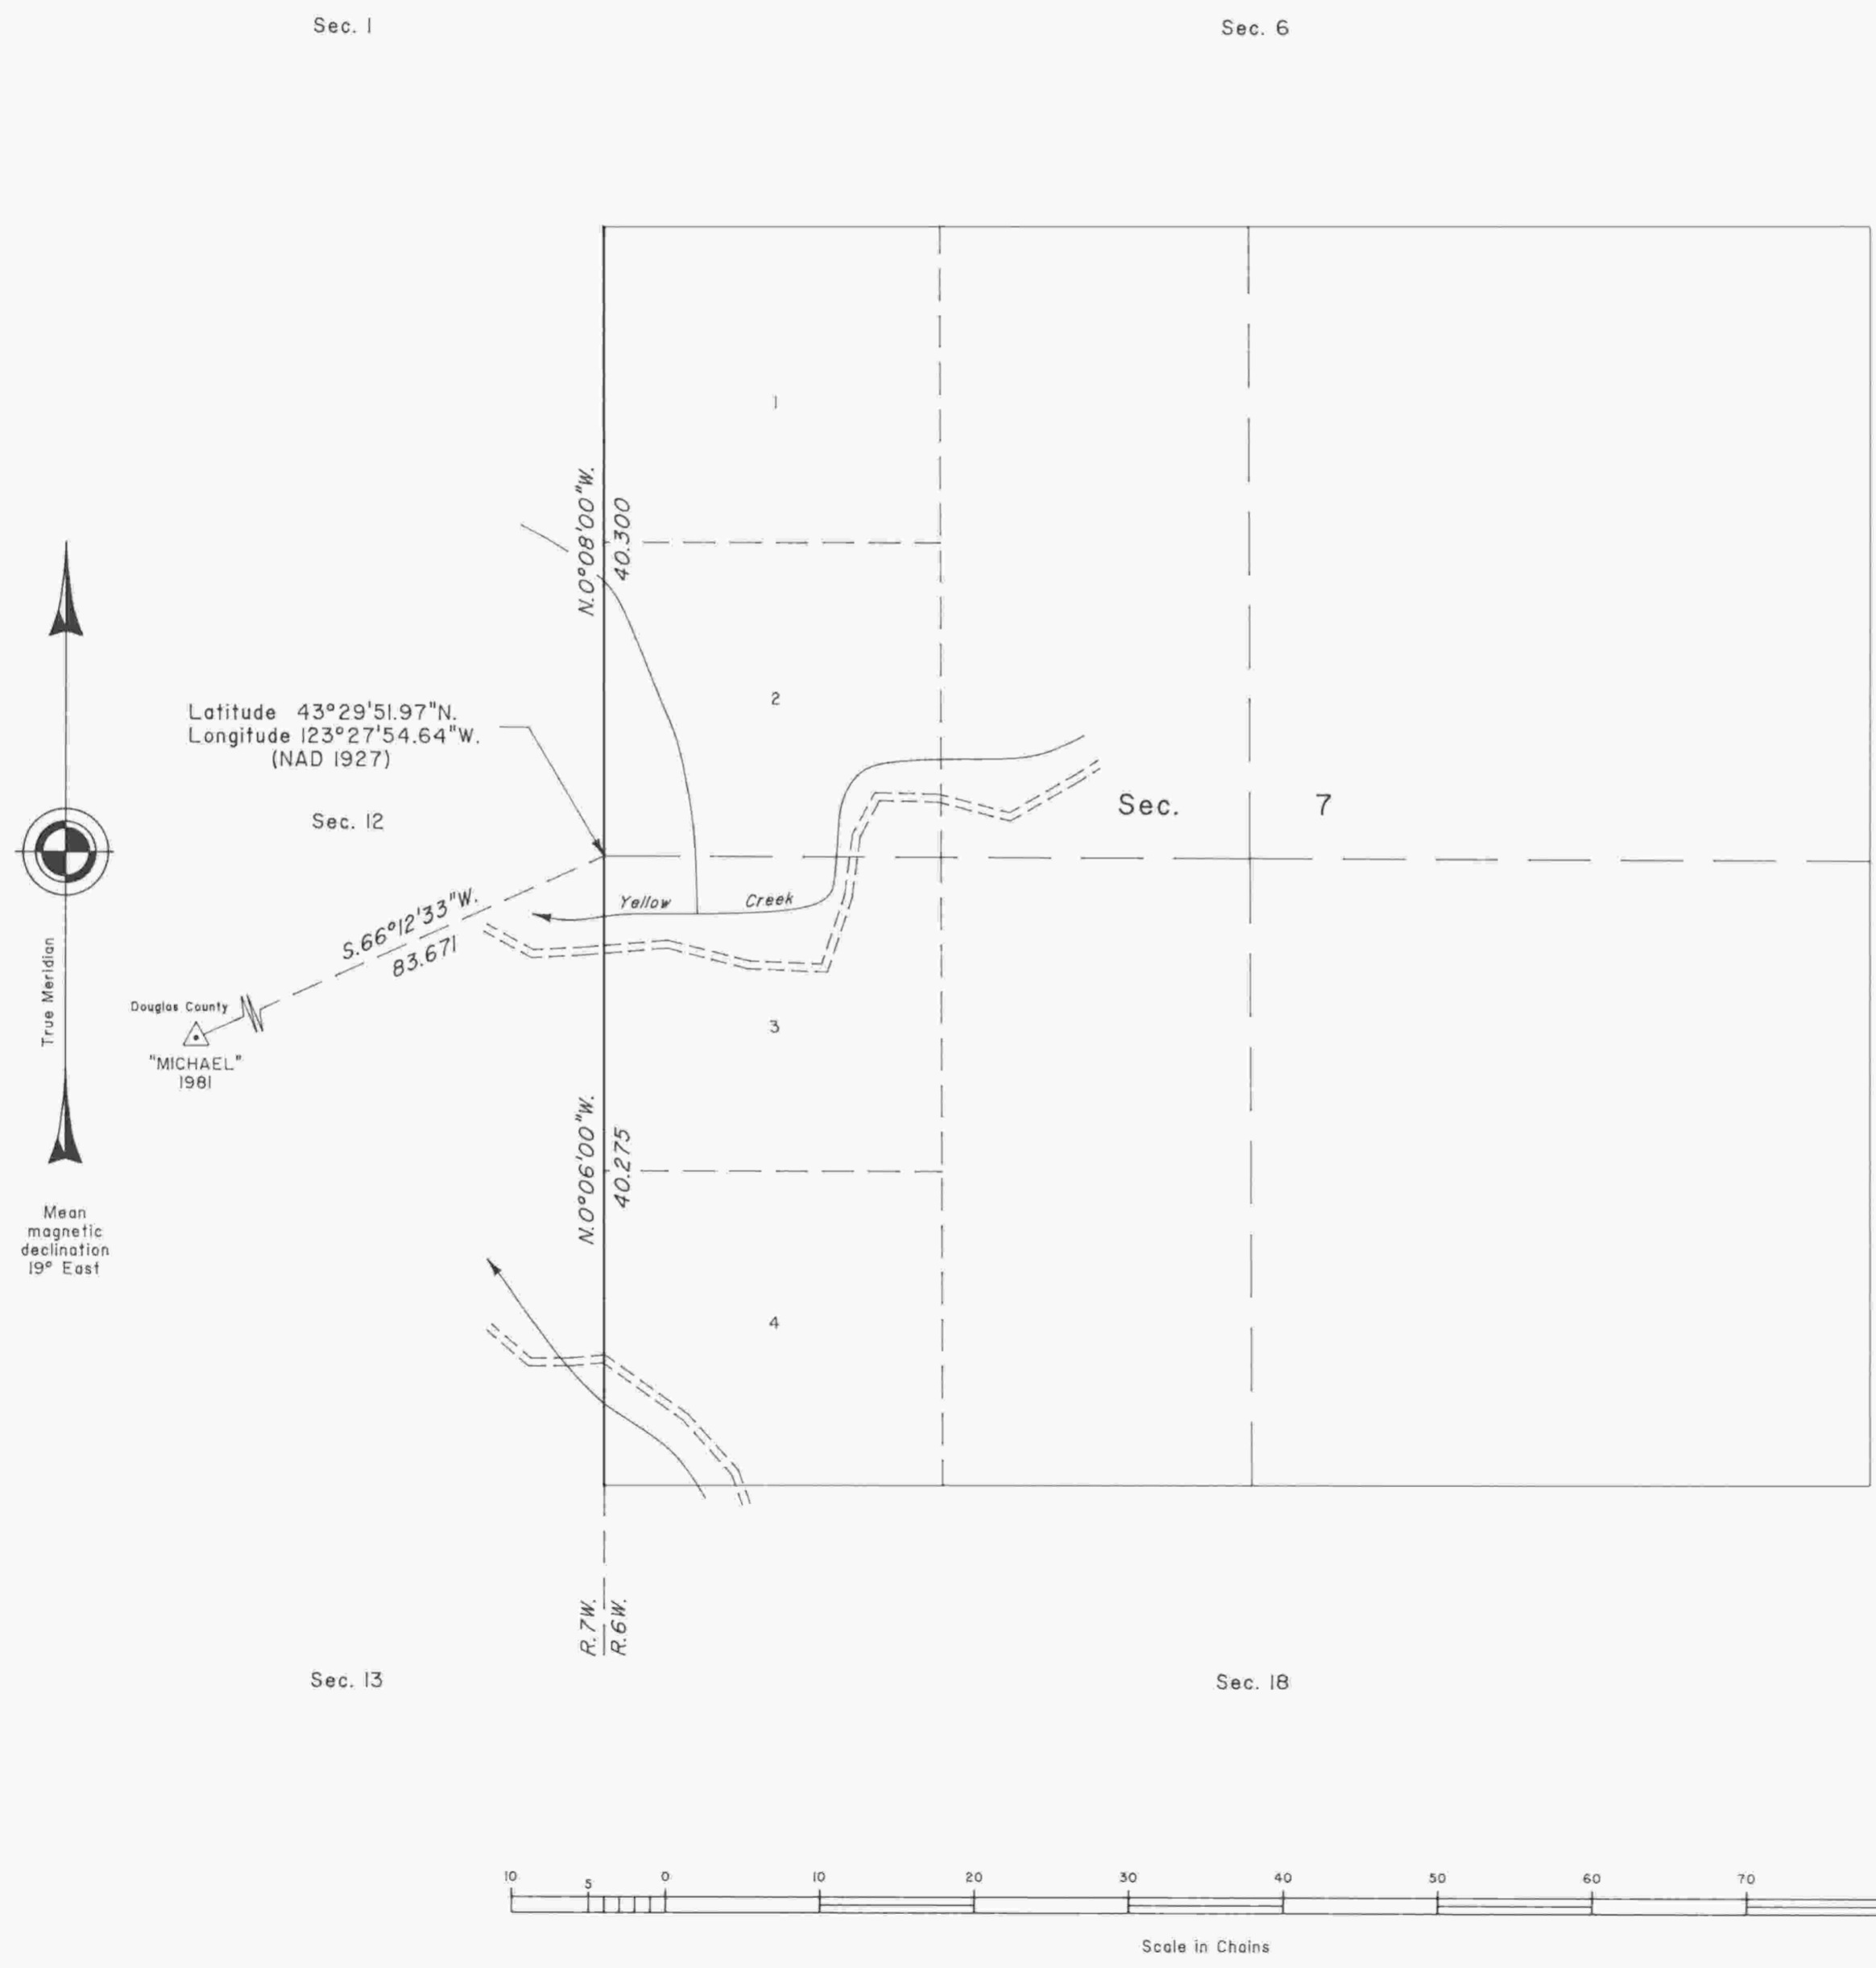 Sec. 1
Sec. 6
1
N.0°08'00"W.
40.300
2
Latitude 43°29'51.97"N.
Longitude 123°27'54.64"W.
(NAD 1927)
Sec. 12
Sec. 7
Yellow Creek
S.66°12'33"W.
83.671
True Meridian
Douglas County
"MICHAEL"
1981
3
N.0°06'00"W.
40.275
Mean
magnetic
declination
19° East
4
R.7W.
R.6W.
Sec. 13
Sec. 18
10 5 0 10 20 30 40 50 60 70
Scale in Chains